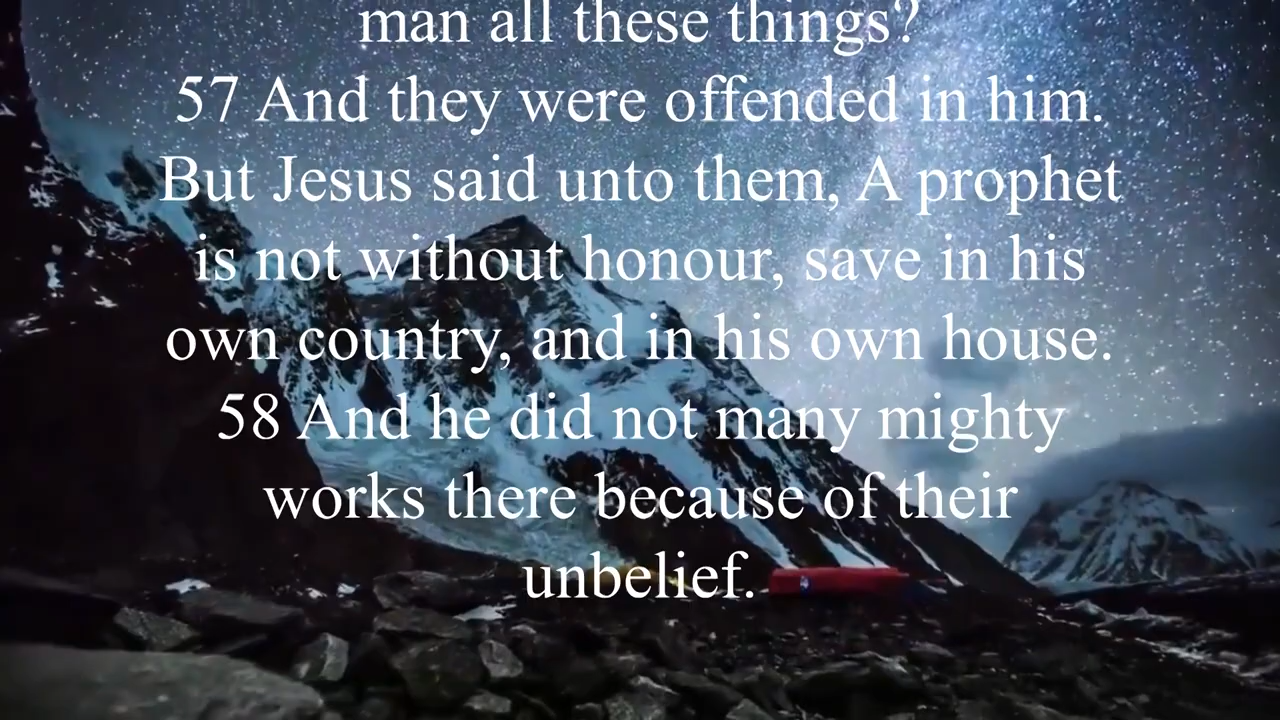 man all these things?
57 And they were offended in him.
But Jesus said unto them, A prophet
is not without honour, save in his
own country, and in his own house.
58 And he did not many mighty
works there because of their
unbelief.